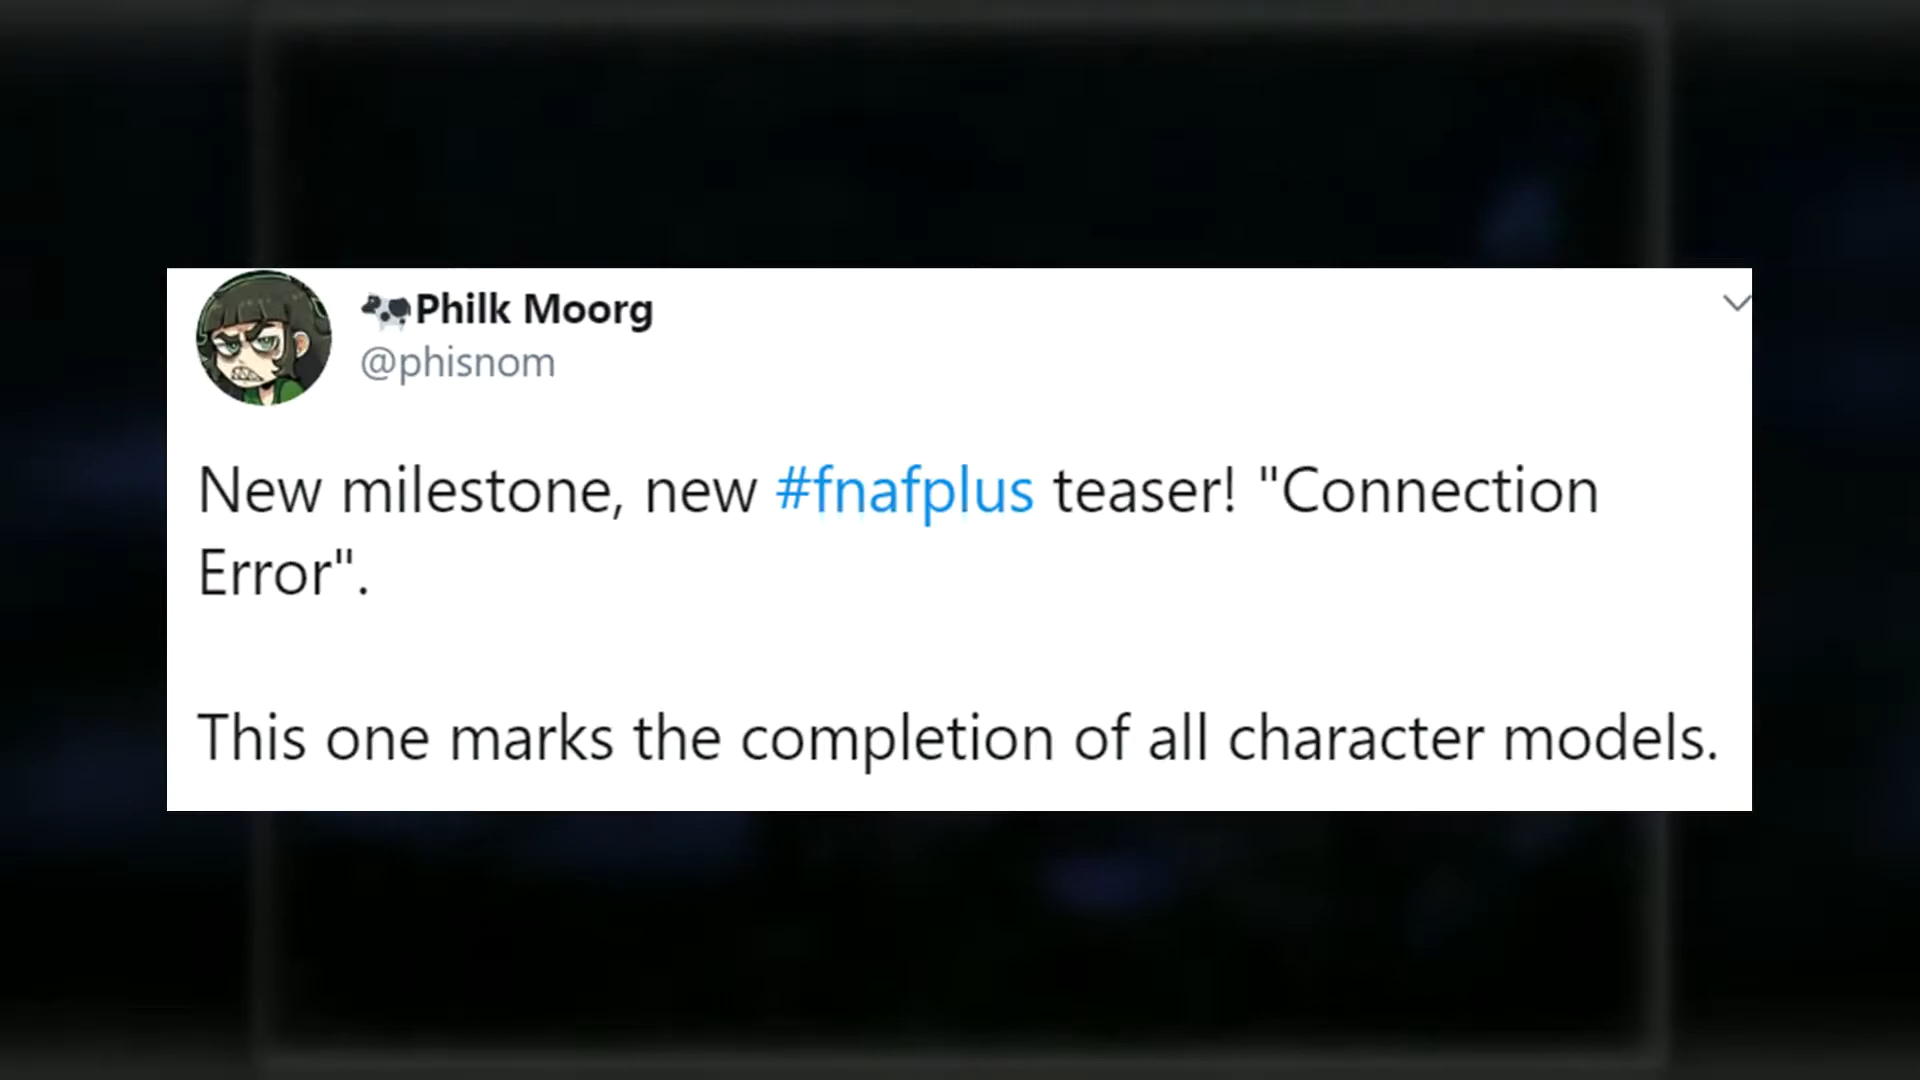 🐄Philk Moorg
@phisnom
New milestone, new #fnafplus teaser! "Connection
Error".
This one marks the completion of all character models.